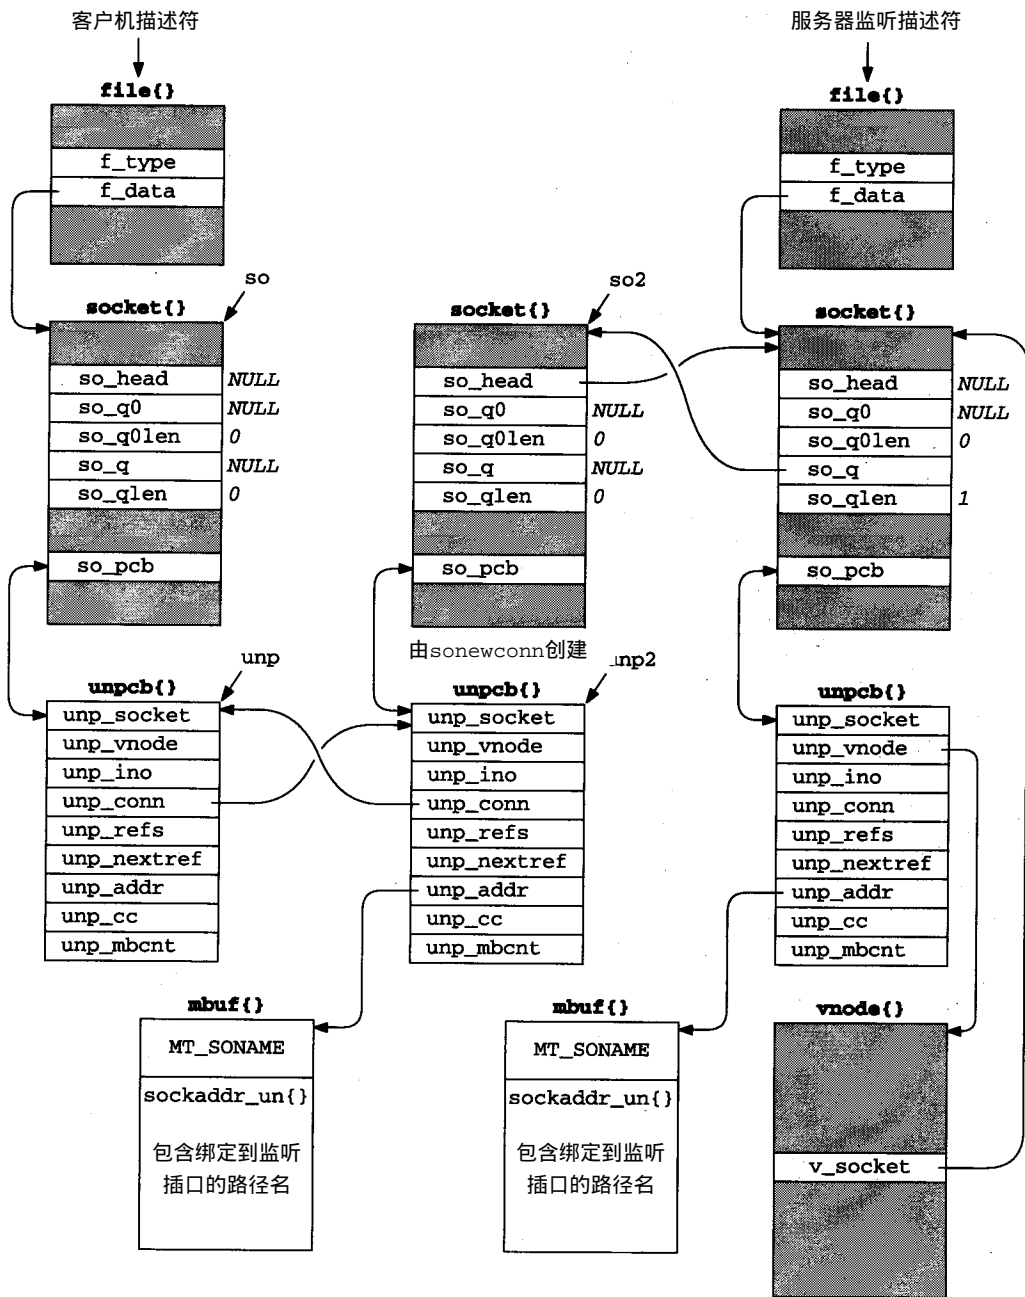 客户机描述符
服务器监听描述符
file{}
f_type
f_data
file{}
f_type
f_data
so
socket{}
so_head NULL
so_q0 NULL
so_q0len 0
so_q NULL
so_qlen 0
so_pcb
so2
socket{}
so_head
so_q0 NULL
so_q0len 0
so_q NULL
so_qlen 0
so_pcb
由sonewconn创建
socket{}
so_head NULL
so_q0 NULL
so_q0len 0
so_q
so_qlen 1
so_pcb
unp
unpcb{}
unp_socket
unp_vnode
unp_ino
unp_conn
unp_refs
unp_nextref
unp_addr
unp_cc
unp_mbcnt
unp2
unpcb{}
unp_socket
unp_vnode
unp_ino
unp_conn
unp_refs
unp_nextref
unp_addr
unp_cc
unp_mbcnt
unpcb{}
unp_socket
unp_vnode
unp_ino
unp_conn
unp_refs
unp_nextref
unp_addr
unp_cc
unp_mbcnt
mbuf{}
MT_SONAME
sockaddr_un{}
包含绑定到监听
插口的路径名
mbuf{}
MT_SONAME
sockaddr_un{}
包含绑定到监听
插口的路径名
vnode{}
v_socket